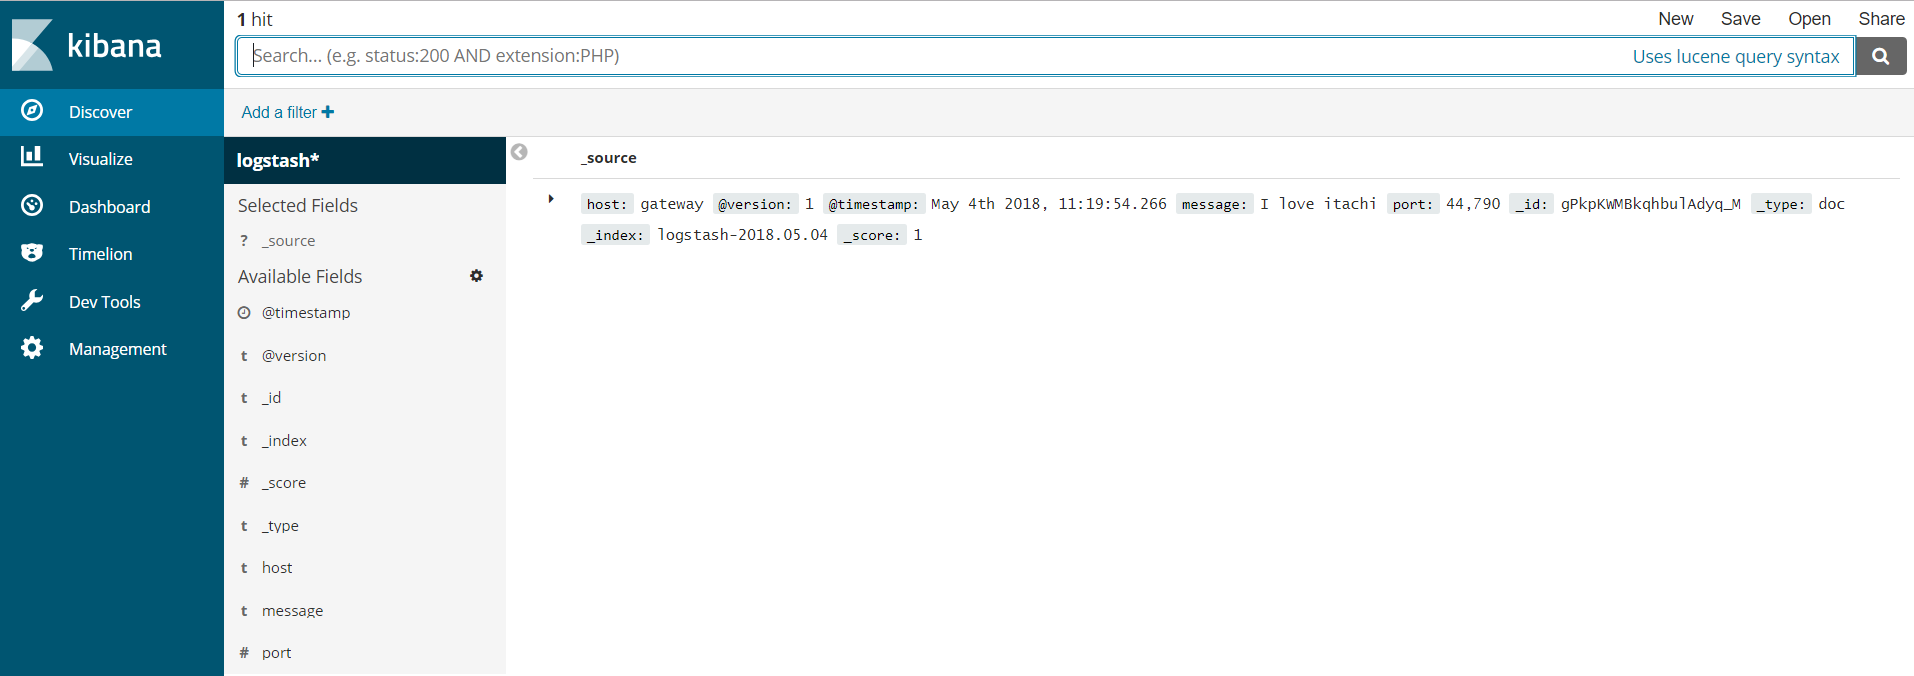 kibana
Discover
Visualize
Dashboard
Timelion
Dev Tools
Management
1 hit
New Save Open Share
Search... (e.g. status:200 AND extension:PHP) Uses lucene query syntax
Add a filter +
logstash*
Selected Fields
? _source
Available Fields
@timestamp
t @version
t _id
t _index
# _score
t _type
t host
t message
# port
_source
host: gateway @version: 1 @timestamp: May 4th 2018, 11:19:54.266 message: I love itachi port: 44,790 _id: gPkpKWMBkqhbulAdyq_M _type: doc
_index: logstash-2018.05.04 _score: 1